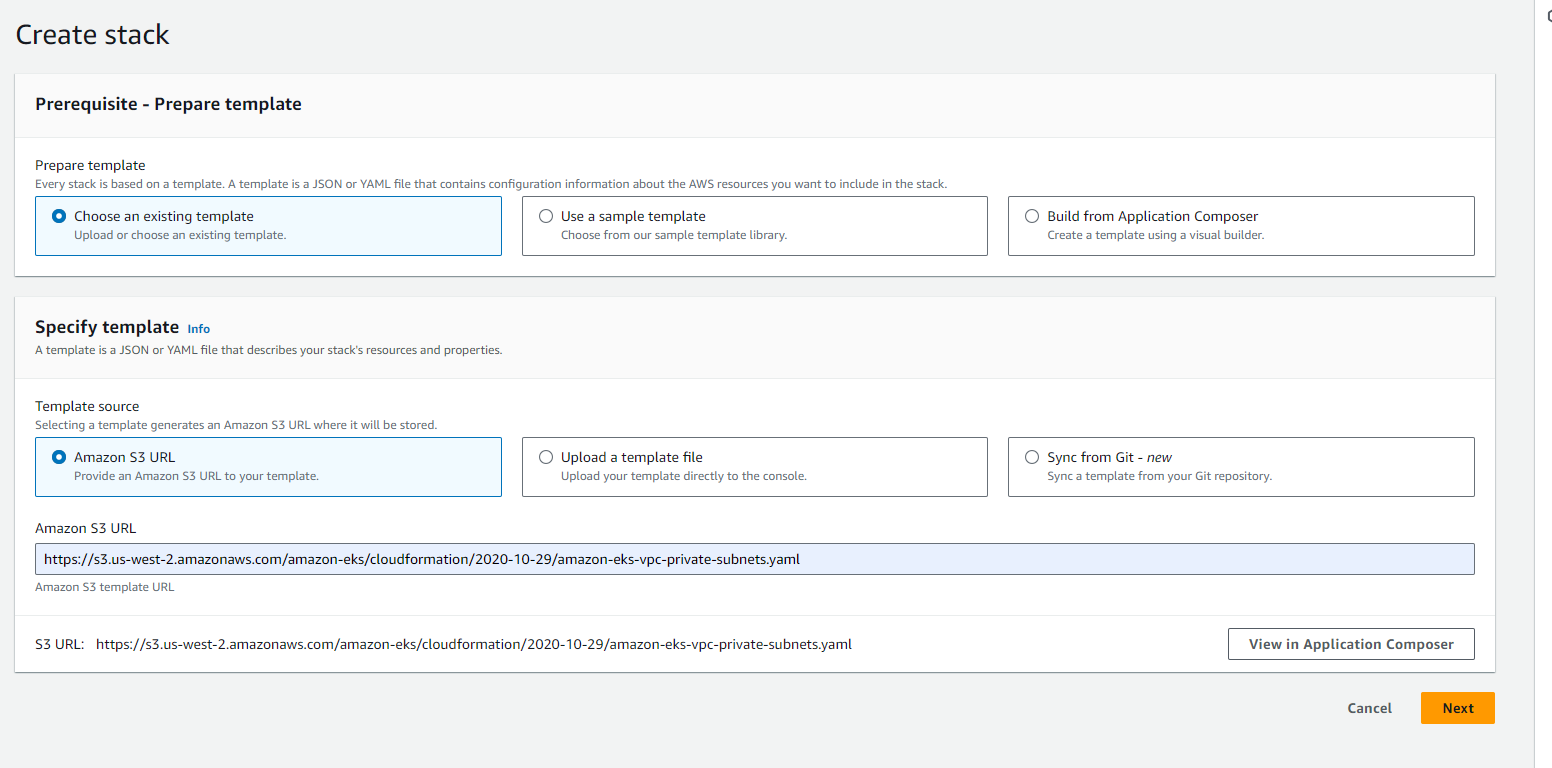 Create stack
Prerequisite - Prepare template
Prepare template
Every stack is based on a template. A template is a JSON or YAML file that contains configuration information about the AWS resources you want to include in the stack.
Choose an existing template
Upload or choose an existing template.
Use a sample template
Choose from our sample template library.
Build from Application Composer
Create a template using a visual builder.
Specify template Info
A template is a JSON or YAML file that describes your stack's resources and properties.
Template source
Selecting a template generates an Amazon S3 URL where it will be stored.
Amazon S3 URL
Provide an Amazon S3 URL to your template.
Upload a template file
Upload your template directly to the console.
Sync from Git - new
Sync a template from your Git repository.
Amazon S3 URL
https://s3.us-west-2.amazonaws.com/amazon-eks/cloudformation/2020-10-29/amazon-eks-vpc-private-subnets.yaml
Amazon S3 template URL
S3 URL: https://s3.us-west-2.amazonaws.com/amazon-eks/cloudformation/2020-10-29/amazon-eks-vpc-private-subnets.yaml
View in Application Composer
Cancel
Next